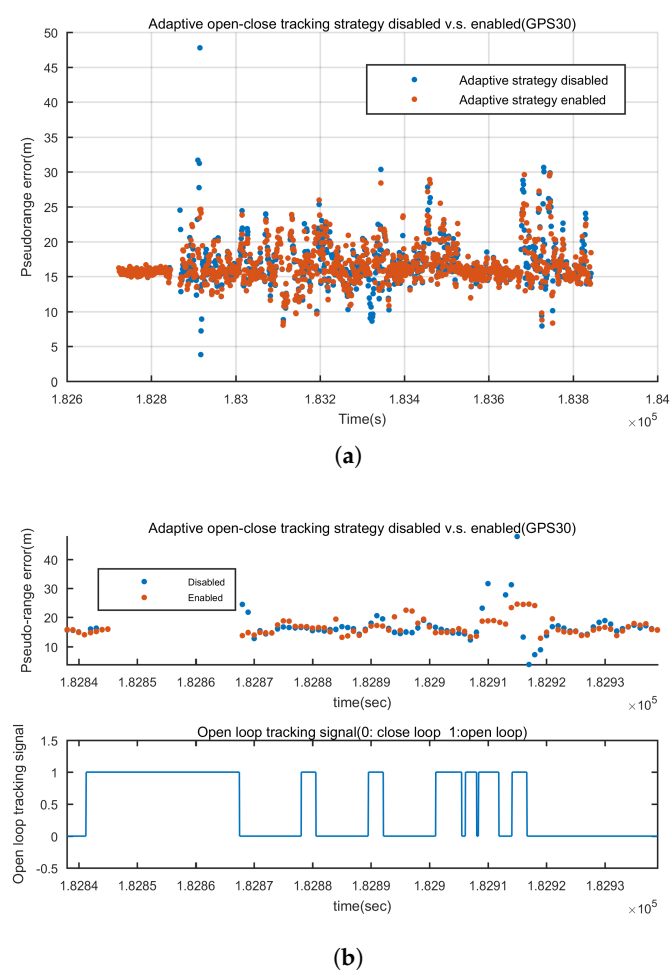 Adaptive open-close tracking strategy disabled v.s. enabled(GPS30)
50
45
40
35
30
25
20
15
10
5
0
Pseudorange error(m)
Adaptive strategy disabled
Adaptive strategy enabled
1.826 1.828 1.83 1.832 1.834 1.836 1.838 1.84
Time(s)
×10⁵
(a)
Adaptive open-close tracking strategy disabled v.s. enabled(GPS30)
40
30
20
10
Pseudo-range error(m)
Disabled
Enabled
1.8284 1.8285 1.8286 1.8287 1.8288 1.8289 1.829 1.8291 1.8292 1.8293
time(sec)
×10⁵
Open loop tracking signal(0: close loop 1:open loop)
1.5
1
0.5
0
-0.5
Open loop tracking signal
1.8284 1.8285 1.8286 1.8287 1.8288 1.8289 1.829 1.8291 1.8292 1.8293
time(sec)
×10⁵
(b)